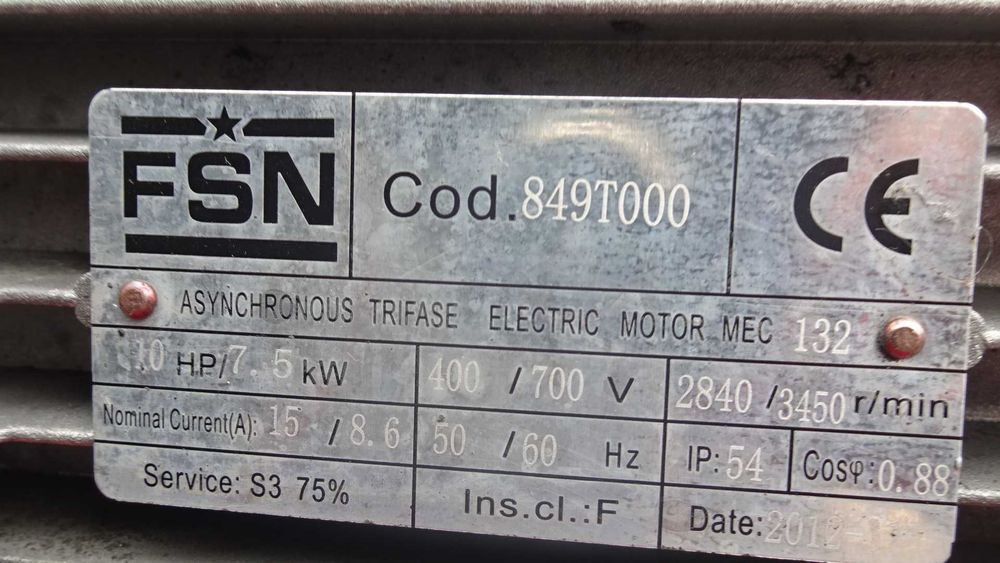 FSN
Cod.849T000
CE
ASYNCHRONOUS TRIFASE ELECTRIC MOTOR MEC 132
10 HP/7.5 kW
400 /700 V
2840 /3450 r/min
Nominal Current(A): 15 /8.6
50 /60 Hz
IP:54
Cosφ:0.88
Service: S3 75%
Ins.cl.:F
Date:2012-